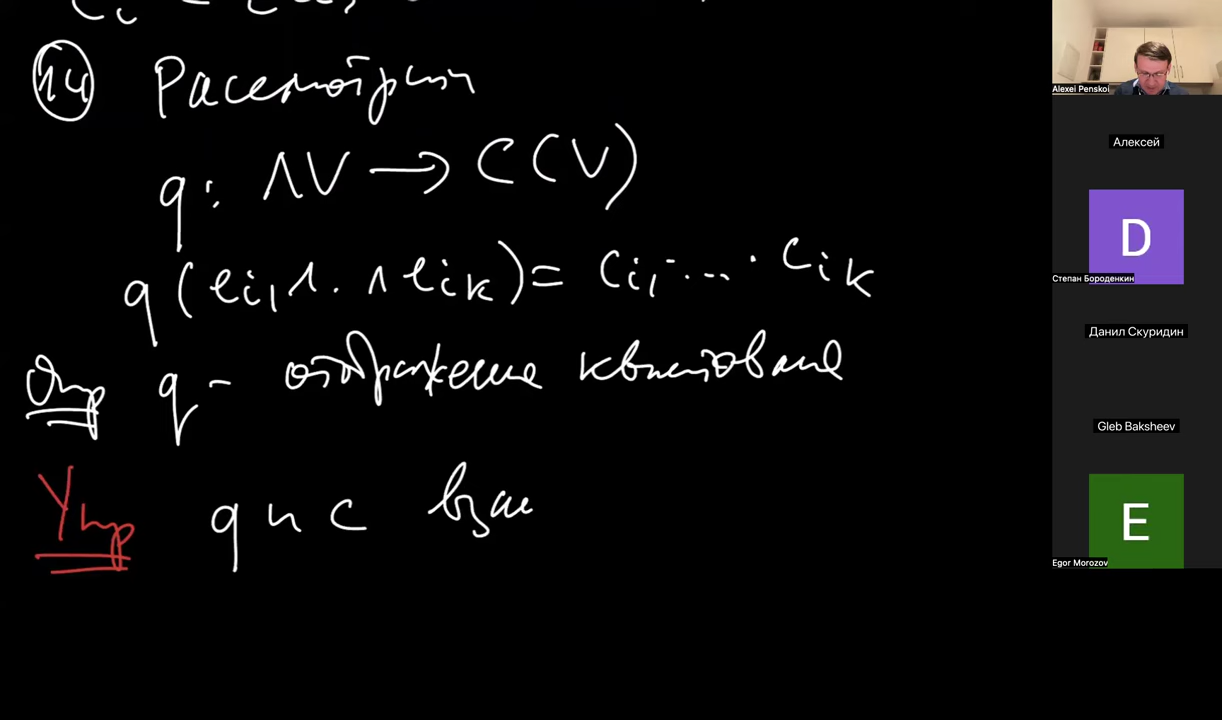 ⑭ Рассмотрим
q: ΛV → C(V)
q(e_{i_1}∧..∧e_{i_k}) = c_{i_1}·...·c_{i_k}
Опр q - отображение квантования
Упр q и c взаи
Alexei Penskoi
Алексей
D
Степан Бороденкин
Данил Скуридин
Gleb Baksheev
E
Egor Morozov